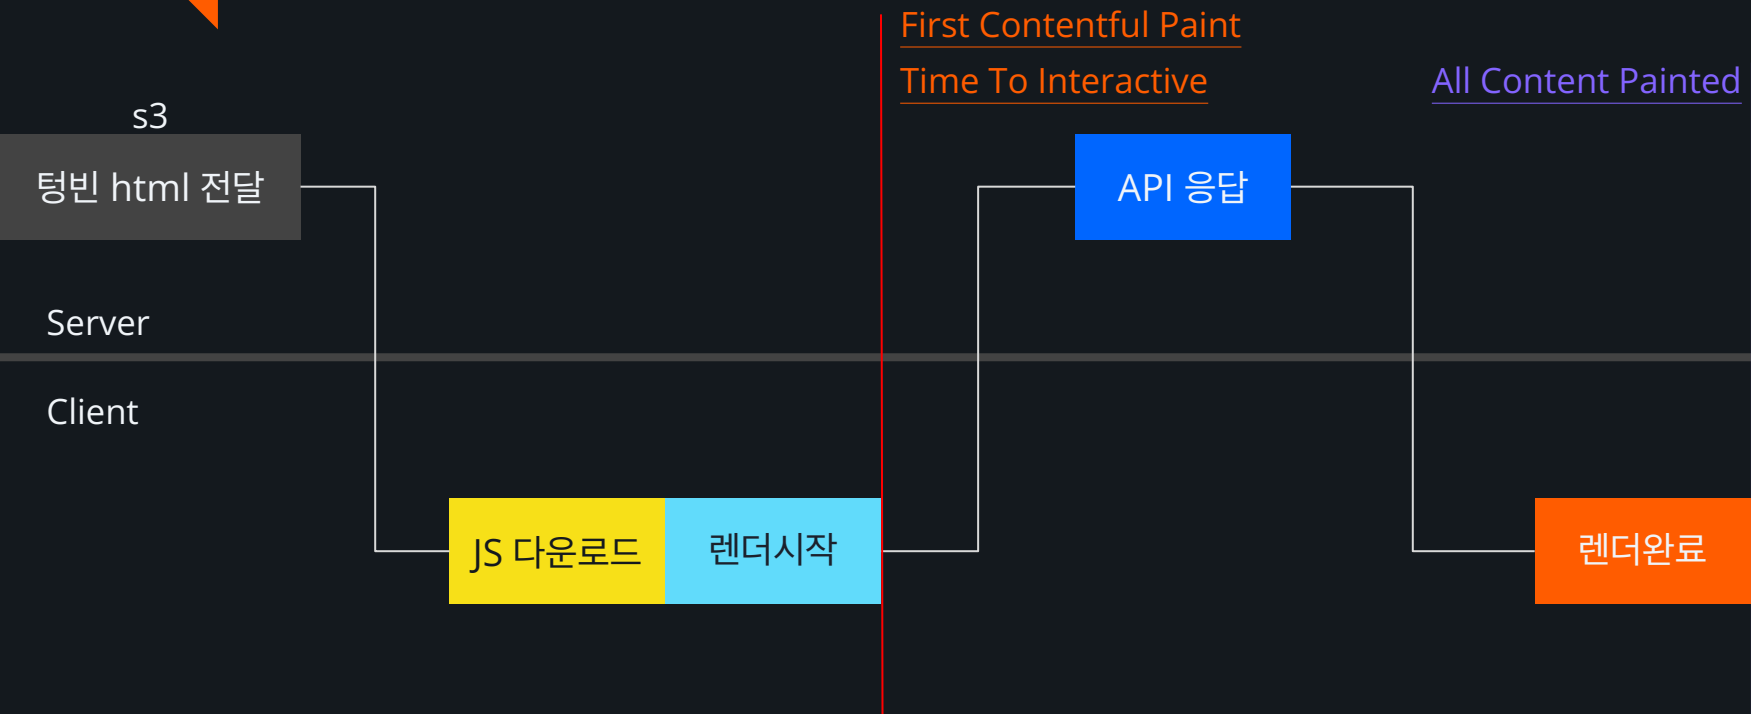 First Contentful Paint
Time To Interactive
All Content Painted
s3
텅빈 html 전달
API 응답
Server
Client
JS 다운로드
렌더시작
렌더완료